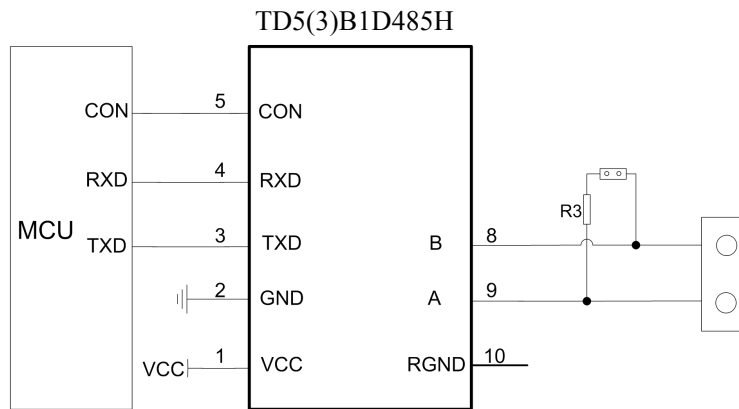 TD5(3)B1D485H
CON 5 CON
RXD 4 RXD
R3
MCU
TXD 3 TXD B 8
2 GND A 9
VCC 1 VCC RGND 10